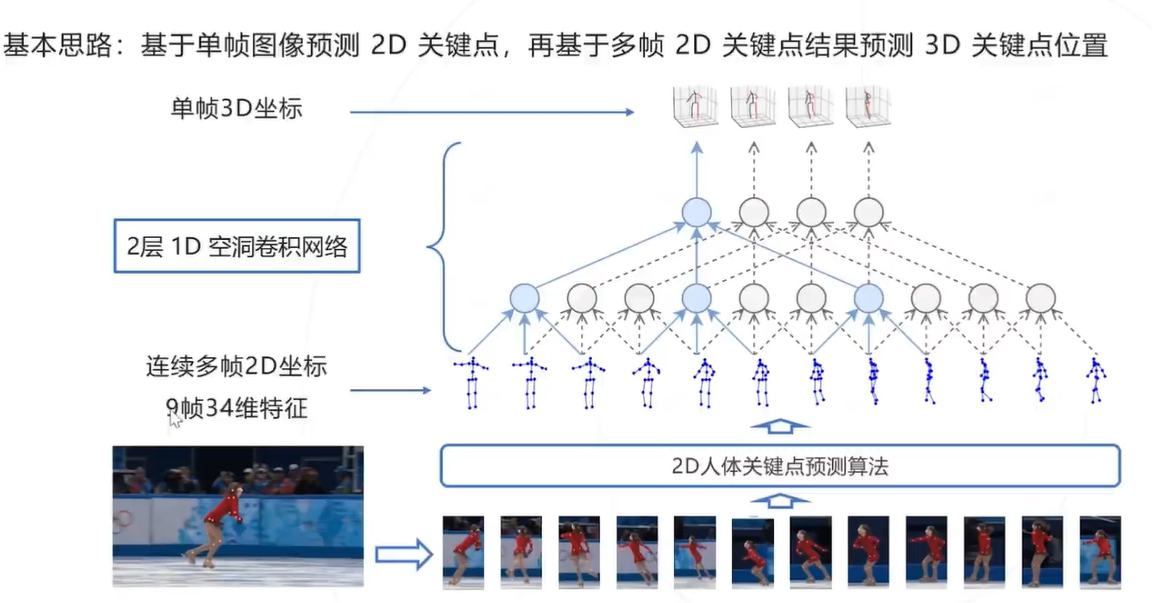 基本思路：基于单帧图像预测 2D 关键点，再基于多帧 2D 关键点结果预测 3D 关键点位置
单帧3D坐标
2层 1D 空洞卷积网络
连续多帧2D坐标
9帧34维特征
2D人体关键点预测算法